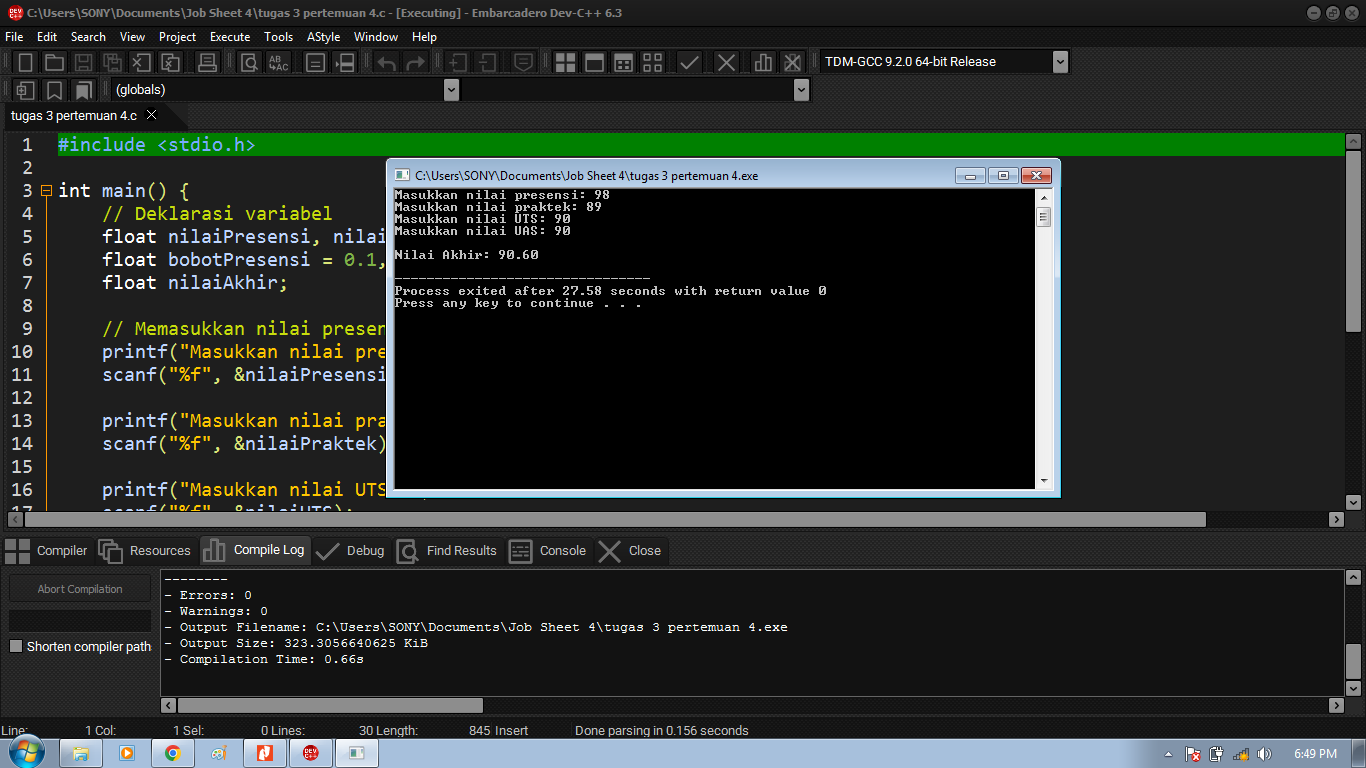 C:\Users\SONY\Documents\Job Sheet 4\tugas 3 pertemuan 4.c - [Executing] - Embarcadero Dev-C++ 6.3
File Edit Search View Project Execute Tools AStyle Window Help
TDM-GCC 9.2.0 64-bit Release
(globals)
tugas 3 pertemuan 4.c
1 #include <stdio.h>
2
3 int main() {
4 // Deklarasi variabel
5 float nilaiPresensi, nilai
6 float bobotPresensi = 0.1,
7 float nilaiAkhir;
8
9 // Memasukkan nilai presen
10 printf("Masukkan nilai pre
11 scanf("%f", &nilaiPresensi
12
13 printf("Masukkan nilai pra
14 scanf("%f", &nilaiPraktek)
15
16 printf("Masukkan nilai UTS
17 scanf("%f", &nilaiUTS);
C:\Users\SONY\Documents\Job Sheet 4\tugas 3 pertemuan 4.exe
Masukkan nilai presensi: 98
Masukkan nilai praktek: 89
Masukkan nilai UTS: 90
Masukkan nilai UAS: 90
Nilai Akhir: 90.60
--------------------------------
Process exited after 27.58 seconds with return value 0
Press any key to continue . . .
Compiler Resources Compile Log Debug Find Results Console Close
Abort Compilation
Shorten compiler path
--------
- Errors: 0
- Warnings: 0
- Output Filename: C:\Users\SONY\Documents\Job Sheet 4\tugas 3 pertemuan 4.exe
- Output Size: 323.3056640625 KiB
- Compilation Time: 0.66s
Line: 1 Col: 1 Sel: 0 Lines: 30 Length: 845 Insert Done parsing in 0.156 seconds
6:49 PM